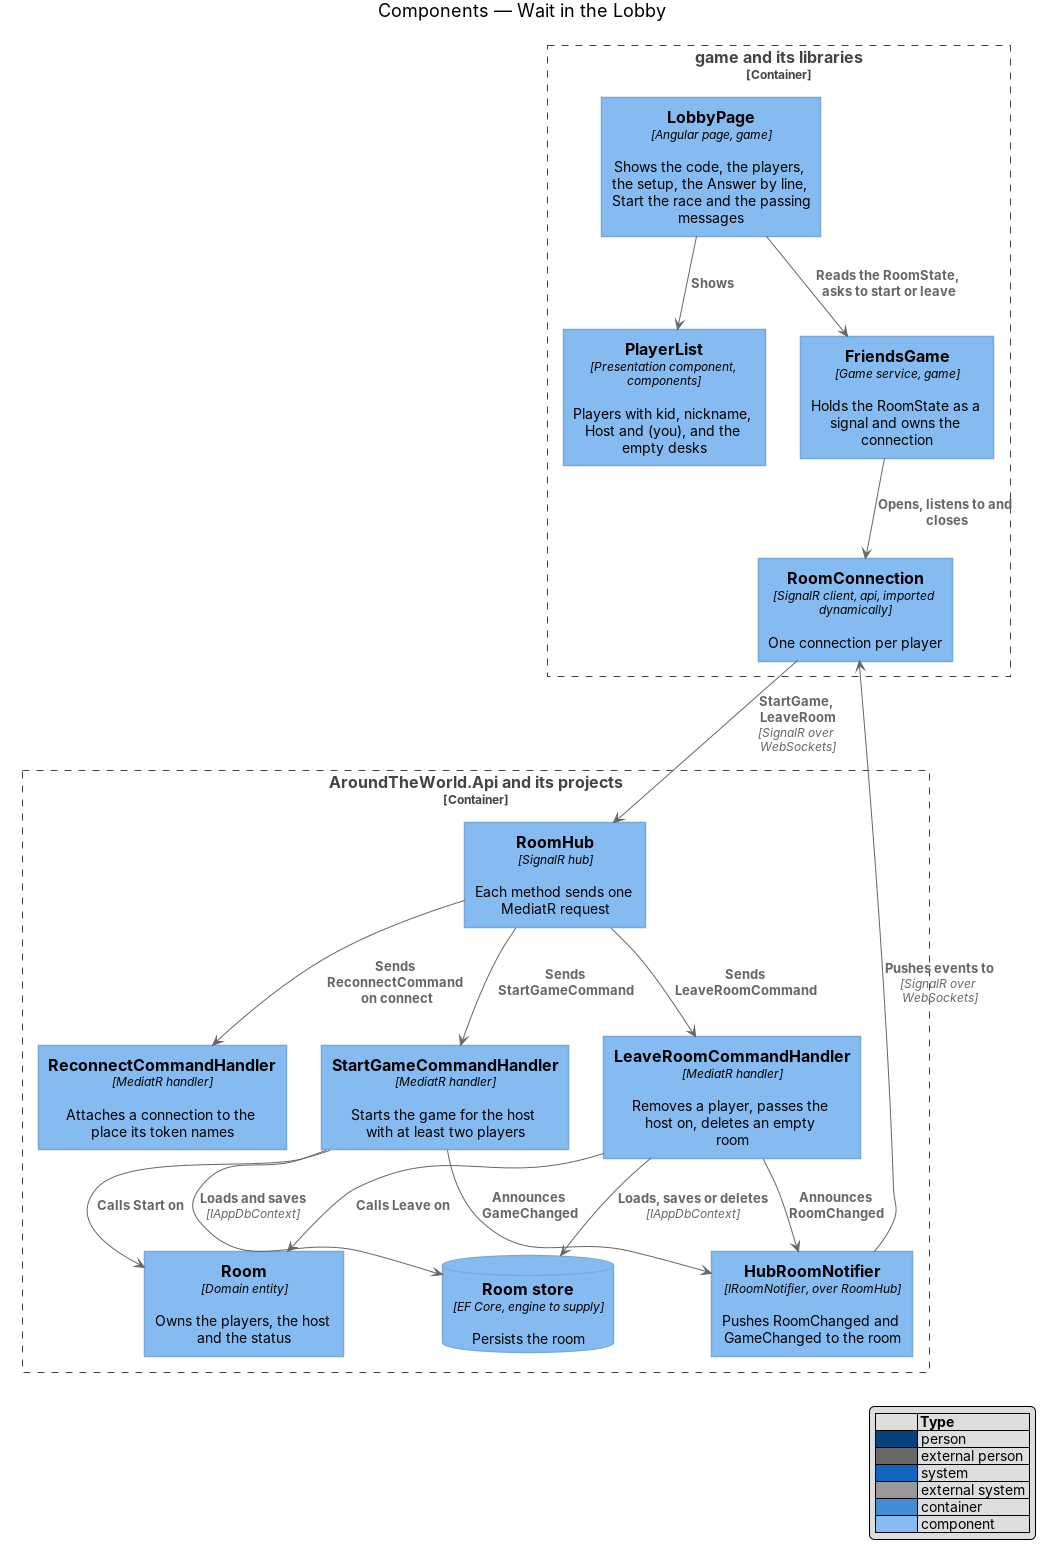 Components — Wait in the Lobby
game and its libraries
[Container]
LobbyPage
[Angular page, game]
Shows the code, the players,
the setup, the Answer by line,
Start the race and the passing
messages
Shows
Reads the RoomState,
asks to start or leave
PlayerList
[Presentation component,
components]
Players with kid, nickname,
Host and (you), and the
empty desks
FriendsGame
[Game service, game]
Holds the RoomState as a
signal and owns the
connection
Opens, listens to and
closes
RoomConnection
[SignalR client, api, imported
dynamically]
One connection per player
StartGame,
LeaveRoom
[SignalR over
WebSockets]
AroundTheWorld.Api and its projects
[Container]
RoomHub
[SignalR hub]
Each method sends one
MediatR request
Pushes events to
[SignalR over
WebSockets]
Sends
ReconnectCommand
on connect
Sends
StartGameCommand
Sends
LeaveRoomCommand
ReconnectCommandHandler
[MediatR handler]
Attaches a connection to the
place its token names
StartGameCommandHandler
[MediatR handler]
Starts the game for the host
with at least two players
LeaveRoomCommandHandler
[MediatR handler]
Removes a player, passes the
host on, deletes an empty
room
Calls Start on
Loads and saves
[IAppDbContext]
Calls Leave on
Announces
GameChanged
Loads, saves or deletes
[IAppDbContext]
Announces
RoomChanged
Room
[Domain entity]
Owns the players, the host
and the status
Room store
[EF Core, engine to supply]
Persists the room
HubRoomNotifier
[IRoomNotifier, over RoomHub]
Pushes RoomChanged and
GameChanged to the room
Type
person
external person
system
external system
container
component